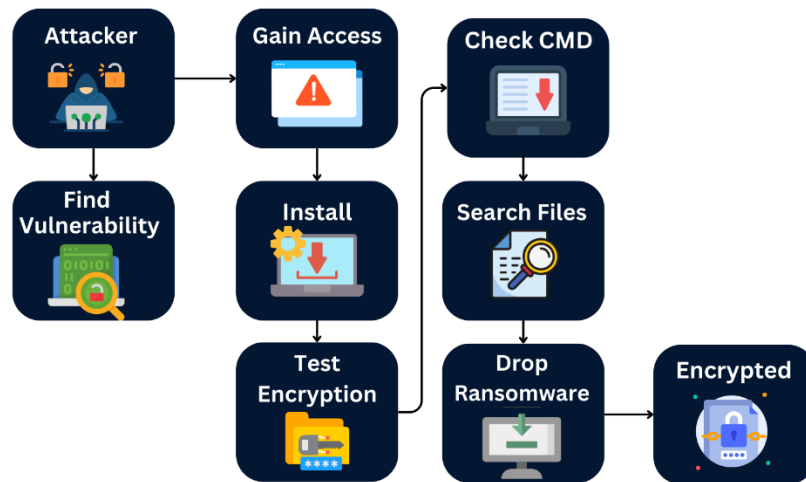 Attacker
Gain Access
Check CMD
Find
Vulnerability
Install
Search Files
Test
Encryption
Drop
Ransomware
Encrypted